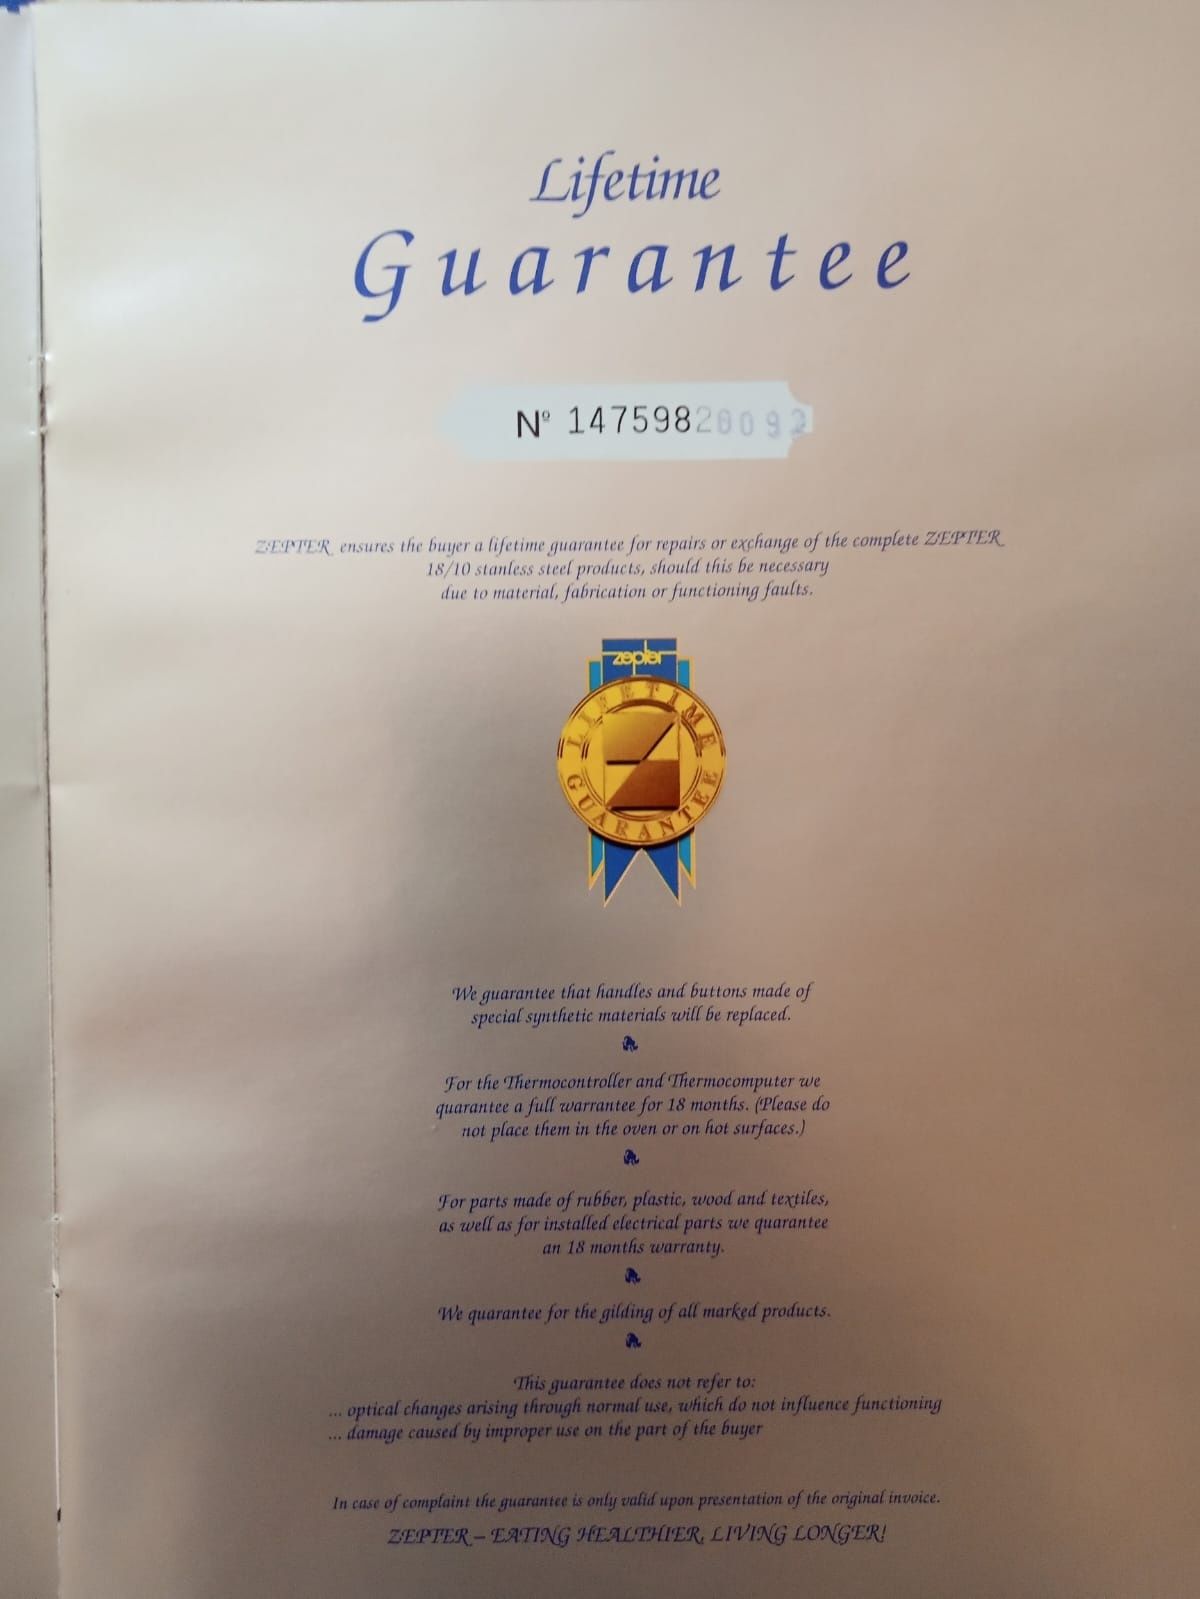 Lifetime
Guarantee
Nº 14759820092
ZEPTER ensures the buyer a lifetime guarantee for repairs or exchange of the complete ZEPTER
18/10 stanless steel products, should this be necessary
due to material, fabrication or functioning faults.
zepter
LIFETIME
GUARANTEE
We guarantee that handles and buttons made of
special synthetic materials will be replaced.
For the Thermocontroller and Thermocomputer we
quarantee a full warrantee for 18 months. (Please do
not place them in the oven or on hot surfaces.)
For parts made of rubber, plastic, wood and textiles,
as well as for installed electrical parts we quarantee
an 18 months warranty.
We quarantee for the gilding of all marked products.
This guarantee does not refer to:
... optical changes arising through normal use, which do not influence functioning
... damage caused by improper use on the part of the buyer
In case of complaint the guarantee is only valid upon presentation of the original invoice.
ZEPTER – EATING HEALTHIER, LIVING LONGER!